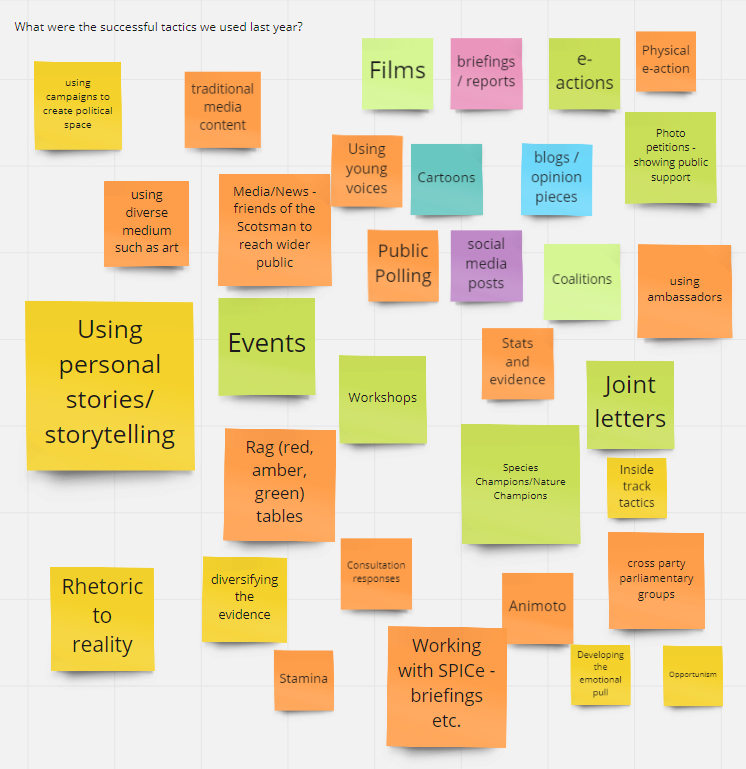 What were the successful tactics we used last year?
using
campaigns to
create political
space
traditional
media
content
Films
briefings
/ reports
e-
actions
Physical
e-action
Photo
petitions -
showing public
support
Using
young
voices
Cartoons
blogs /
opinion
pieces
using
diverse
medium
such as art
Media/News -
friends of the
Scotsman to
reach wider
public
Public
Polling
social
media
posts
Coalitions
using
ambassadors
Using
personal
stories/
storytelling
Events
Workshops
Stats
and
evidence
Joint
letters
Rag (red,
amber,
green)
tables
Species
Champions/Nature
Champions
Inside
track
tactics
Rhetoric
to
reality
diversifying
the
evidence
Consultation
responses
Animoto
cross party
parliamentary
groups
Stamina
Working
with SPICe -
briefings
etc.
Developing
the
emotional
pull
Opportunism